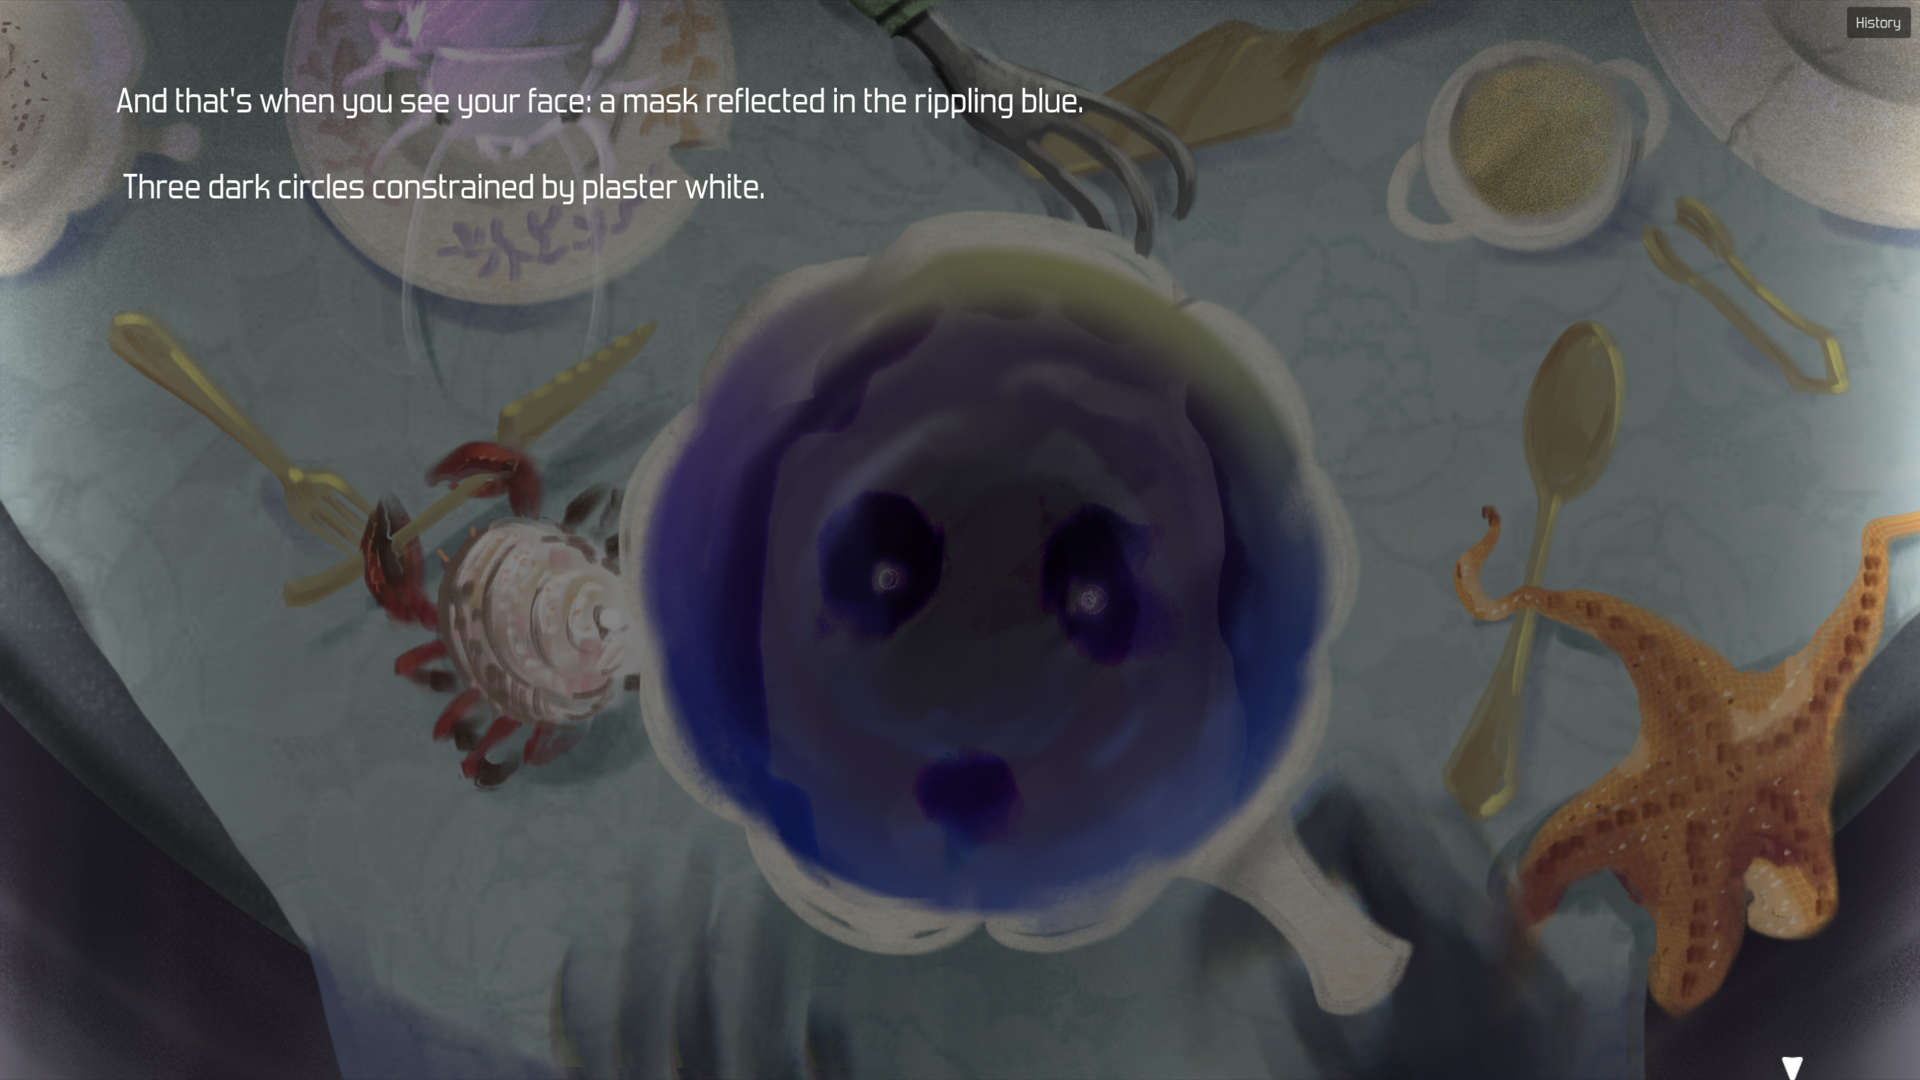 History
And that's when you see your face: a mask reflected in the rippling blue.
Three dark circles constrained by plaster white.